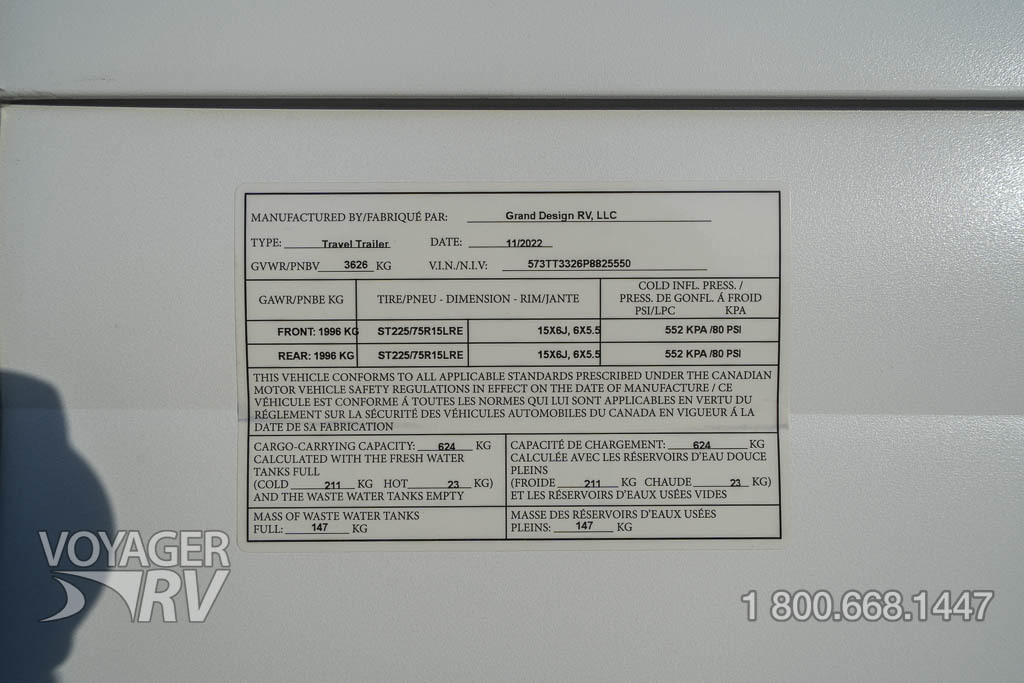 MANUFACTURED BY/FABRIQUÉ PAR: Grand Design RV, LLC
TYPE: Travel Trailer DATE: 11/2022
GVWR/PNBV 3626 KG V.I.N./N.I.V: 573TT3326P8825550
GAWR/PNBE KG TIRE/PNEU - DIMENSION - RIM/JANTE COLD INFL. PRESS. /
PRESS. DE GONFL. Á FROID
PSI/LPC KPA
FRONT: 1996 KG ST225/75R15LRE 15X6J, 6X5.5 552 KPA /80 PSI
REAR: 1996 KG ST225/75R15LRE 15X6J, 6X5.5 552 KPA /80 PSI
THIS VEHICLE CONFORMS TO ALL APPLICABLE STANDARDS PRESCRIBED UNDER THE CANADIAN
MOTOR VEHICLE SAFETY REGULATIONS IN EFFECT ON THE DATE OF MANUFACTURE / CE
VÉHICULE EST CONFORME Á TOUTES LES NORMES QUI LUI SONT APPLICABLES EN VERTU DU
RÉGLEMENT SUR LA SÉCURITÉ DES VÉHICULES AUTOMOBILES DU CANADA EN VIGUEUR Á LA
DATE DE SA FABRICATION
CARGO-CARRYING CAPACITY: 624 KG
CALCULATED WITH THE FRESH WATER
TANKS FULL
(COLD 211 KG HOT 23 KG)
AND THE WASTE WATER TANKS EMPTY
CAPACITÉ DE CHARGEMENT: 624 KG
CALCULÉE AVEC LES RÉSERVOIRS D'EAU DOUCE
PLEINS
(FROIDE 211 KG CHAUDE 23 KG)
ET LES RÉSERVOIRS D'EAUX USÉES VIDES
MASS OF WASTE WATER TANKS
FULL: 147 KG
MASSE DES RÉSERVOIRS D'EAUX USÉES
PLEINS: 147 KG
VOYAGER
RV
1 800.668.1447